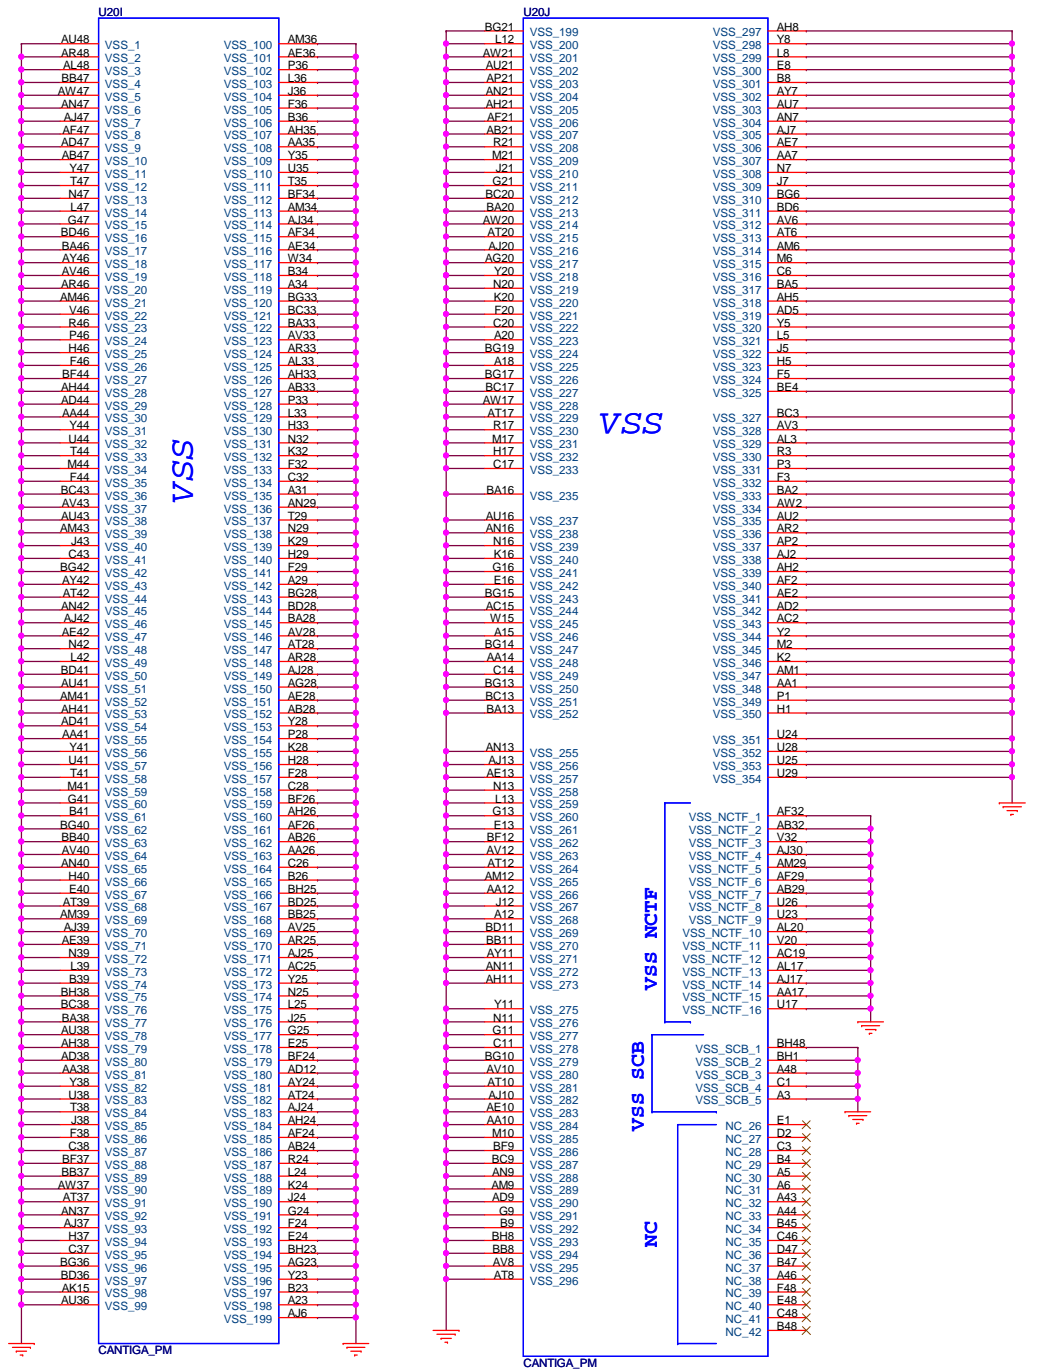 U20I
AU48 VSS_1
AR48 VSS_2
AL48 VSS_3
BB47 VSS_4
AW47 VSS_5
AN47 VSS_6
AJ47 VSS_7
AF47 VSS_8
AD47 VSS_9
AB47 VSS_10
Y47 VSS_11
T47 VSS_12
N47 VSS_13
L47 VSS_14
G47 VSS_15
BD46 VSS_16
BA46 VSS_17
AY46 VSS_18
AV46 VSS_19
AR46 VSS_20
AM46 VSS_21
V46 VSS_22
R46 VSS_23
P46 VSS_24
H46 VSS_25
F46 VSS_26
BF44 VSS_27
AH44 VSS_28
AD44 VSS_29
AA44 VSS_30
Y44 VSS_31
U44 VSS_32
T44 VSS_33
M44 VSS_34
F44 VSS_35
BC43 VSS_36
AV43 VSS_37
AU43 VSS_38
AM43 VSS_39
J43 VSS_40
C43 VSS_41
BG42 VSS_42
AY42 VSS_43
AT42 VSS_44
AN42 VSS_45
AJ42 VSS_46
AE42 VSS_47
N42 VSS_48
L42 VSS_49
BD41 VSS_50
AU41 VSS_51
AM41 VSS_52
AH41 VSS_53
AD41 VSS_54
AA41 VSS_55
Y41 VSS_56
U41 VSS_57
T41 VSS_58
M41 VSS_59
G41 VSS_60
B41 VSS_61
BG40 VSS_62
BB40 VSS_63
AV40 VSS_64
AN40 VSS_65
H40 VSS_66
E40 VSS_67
AT39 VSS_68
AM39 VSS_69
AJ39 VSS_70
AE39 VSS_71
N39 VSS_72
L39 VSS_73
B39 VSS_74
BH38 VSS_75
BC38 VSS_76
BA38 VSS_77
AU38 VSS_78
AH38 VSS_79
AD38 VSS_80
AA38 VSS_81
Y38 VSS_82
U38 VSS_83
T38 VSS_84
J38 VSS_85
F38 VSS_86
C38 VSS_87
BF37 VSS_88
BB37 VSS_89
AW37 VSS_90
AT37 VSS_91
AN37 VSS_92
AJ37 VSS_93
H37 VSS_94
C37 VSS_95
BG36 VSS_96
BD36 VSS_97
AK15 VSS_98
AU36 VSS_99
VSS
VSS_100 AM36
VSS_101 AE36
VSS_102 P36
VSS_103 L36
VSS_104 J36
VSS_105 F36
VSS_106 B36
VSS_107 AH35
VSS_108 AA35
VSS_109 Y35
VSS_110 U35
VSS_111 T35
VSS_112 BF34
VSS_113 AM34
VSS_114 AJ34
VSS_115 AF34
VSS_116 AE34
VSS_117 W34
VSS_118 B34
VSS_119 A34
VSS_120 BG33
VSS_121 BC33
VSS_122 BA33
VSS_123 AV33
VSS_124 AR33
VSS_125 AL33
VSS_126 AH33
VSS_127 AB33
VSS_128 P33
VSS_129 L33
VSS_130 H33
VSS_131 N32
VSS_132 K32
VSS_133 F32
VSS_134 C32
VSS_135 A31
VSS_136 AN29
VSS_137 T29
VSS_138 N29
VSS_139 K29
VSS_140 H29
VSS_141 F29
VSS_142 A29
VSS_143 BG28
VSS_144 BD28
VSS_145 BA28
VSS_146 AV28
VSS_147 AT28
VSS_148 AR28
VSS_149 AJ28
VSS_150 AG28
VSS_151 AE28
VSS_152 AB28
VSS_153 Y28
VSS_154 P28
VSS_155 K28
VSS_156 H28
VSS_157 F28
VSS_158 C28
VSS_159 BF26
VSS_160 AH26
VSS_161 AF26
VSS_162 AB26
VSS_163 AA26
VSS_164 C26
VSS_165 B26
VSS_166 BH25
VSS_167 BD25
VSS_168 BB25
VSS_169 AV25
VSS_170 AR25
VSS_171 AJ25
VSS_172 AC25
VSS_173 Y25
VSS_174 N25
VSS_175 L25
VSS_176 J25
VSS_177 G25
VSS_178 E25
VSS_179 BF24
VSS_180 AD12
VSS_181 AY24
VSS_182 AT24
VSS_183 AJ24
VSS_184 AH24
VSS_185 AF24
VSS_186 AB24
VSS_187 R24
VSS_188 L24
VSS_189 K24
VSS_190 J24
VSS_191 G24
VSS_192 F24
VSS_193 E24
VSS_194 BH23
VSS_195 AG23
VSS_196 Y23
VSS_197 B23
VSS_198 A23
VSS_199 AJ6
CANTIGA_PM
U20J
BG21 VSS_199
L12 VSS_200
AW21 VSS_201
AU21 VSS_202
AP21 VSS_203
AN21 VSS_204
AH21 VSS_205
AF21 VSS_206
AB21 VSS_207
R21 VSS_208
M21 VSS_209
J21 VSS_210
G21 VSS_211
BC20 VSS_212
BA20 VSS_213
AW20 VSS_214
AT20 VSS_215
AJ20 VSS_216
AG20 VSS_217
Y20 VSS_218
N20 VSS_219
K20 VSS_220
F20 VSS_221
C20 VSS_222
A20 VSS_223
BG19 VSS_224
A18 VSS_225
BG17 VSS_226
BC17 VSS_227
AW17 VSS_228
AT17 VSS_229
R17 VSS_230
M17 VSS_231
H17 VSS_232
C17 VSS_233
BA16 VSS_235
AU16 VSS_237
AN16 VSS_238
N16 VSS_239
K16 VSS_240
G16 VSS_241
E16 VSS_242
BG15 VSS_243
AC15 VSS_244
W15 VSS_245
A15 VSS_246
BG14 VSS_247
AA14 VSS_248
C14 VSS_249
BG13 VSS_250
BC13 VSS_251
BA13 VSS_252
AN13 VSS_255
AJ13 VSS_256
AE13 VSS_257
N13 VSS_258
L13 VSS_259
G13 VSS_260
E13 VSS_261
BF12 VSS_262
AV12 VSS_263
AT12 VSS_264
AM12 VSS_265
AA12 VSS_266
J12 VSS_267
A12 VSS_268
BD11 VSS_269
BB11 VSS_270
AY11 VSS_271
AN11 VSS_272
AH11 VSS_273
Y11 VSS_275
N11 VSS_276
G11 VSS_277
C11 VSS_278
BG10 VSS_279
AV10 VSS_280
AT10 VSS_281
AJ10 VSS_282
AE10 VSS_283
AA10 VSS_284
M10 VSS_285
BF9 VSS_286
BC9 VSS_287
AN9 VSS_288
AM9 VSS_289
AD9 VSS_290
G9 VSS_291
B9 VSS_292
BH8 VSS_293
BB8 VSS_294
AV8 VSS_295
AT8 VSS_296
VSS
VSS_297 AH8
VSS_298 Y8
VSS_299 L8
VSS_300 E8
VSS_301 B8
VSS_302 AY7
VSS_303 AU7
VSS_304 AN7
VSS_305 AJ7
VSS_306 AE7
VSS_307 AA7
VSS_308 N7
VSS_309 J7
VSS_310 BG6
VSS_311 BD6
VSS_312 AV6
VSS_313 AT6
VSS_314 AM6
VSS_315 M6
VSS_316 C6
VSS_317 BA5
VSS_318 AH5
VSS_319 AD5
VSS_320 Y5
VSS_321 L5
VSS_322 J5
VSS_323 H5
VSS_324 F5
VSS_325 BE4
VSS_327 BC3
VSS_328 AV3
VSS_329 AL3
VSS_330 R3
VSS_331 P3
VSS_332 F3
VSS_333 BA2
VSS_334 AW2
VSS_335 AU2
VSS_336 AR2
VSS_337 AP2
VSS_338 AJ2
VSS_339 AH2
VSS_340 AF2
VSS_341 AE2
VSS_342 AD2
VSS_343 AC2
VSS_344 Y2
VSS_345 M2
VSS_346 K2
VSS_347 AM1
VSS_348 AA1
VSS_349 P1
VSS_350 H1
VSS_351 U24
VSS_352 U28
VSS_353 U25
VSS_354 U29
VSS NCTF
VSS_NCTF_1 AF32
VSS_NCTF_2 AB32
VSS_NCTF_3 V32
VSS_NCTF_4 AJ30
VSS_NCTF_5 AM29
VSS_NCTF_6 AF29
VSS_NCTF_7 AB29
VSS_NCTF_8 U26
VSS_NCTF_9 U23
VSS_NCTF_10 AL20
VSS_NCTF_11 V20
VSS_NCTF_12 AC19
VSS_NCTF_13 AL17
VSS_NCTF_14 AJ17
VSS_NCTF_15 AA17
VSS_NCTF_16 U17
VSS SCB
VSS_SCB_1 BH48
VSS_SCB_2 BH1
VSS_SCB_3 A48
VSS_SCB_4 C1
VSS_SCB_5 A3
NC
NC_26 E1
NC_27 D2
NC_28 C3
NC_29 B4
NC_30 A5
NC_31 A6
NC_32 A43
NC_33 A44
NC_34 B45
NC_35 C46
NC_36 D47
NC_37 B47
NC_38 A46
NC_39 F48
NC_40 E48
NC_41 C48
NC_42 B48
CANTIGA_PM